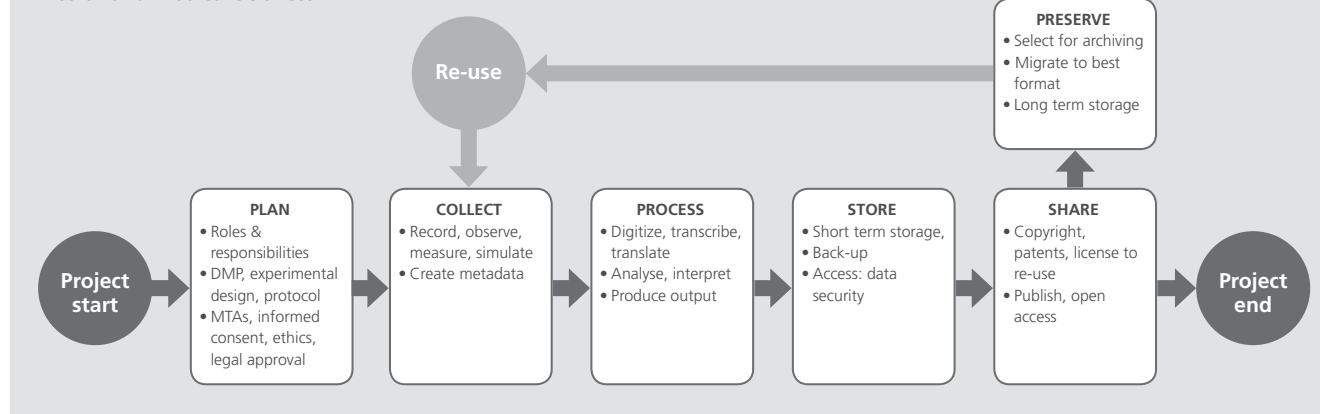 PRESERVE
• Select for archiving
• Migrate to best
format
• Long term storage
Re-use
PLAN
• Roles &
responsibilities
• DMP, experimental
design, protocol
• MTAs, informed
consent, ethics,
legal approval
COLLECT
• Record, observe,
measure, simulate
• Create metadata
PROCESS
• Digitize, transcribe,
translate
• Analyse, interpret
• Produce output
STORE
• Short term storage,
• Back-up
• Access: data
security
SHARE
• Copyright,
patents, license to
re-use
• Publish, open
access
Project
start
Project
end